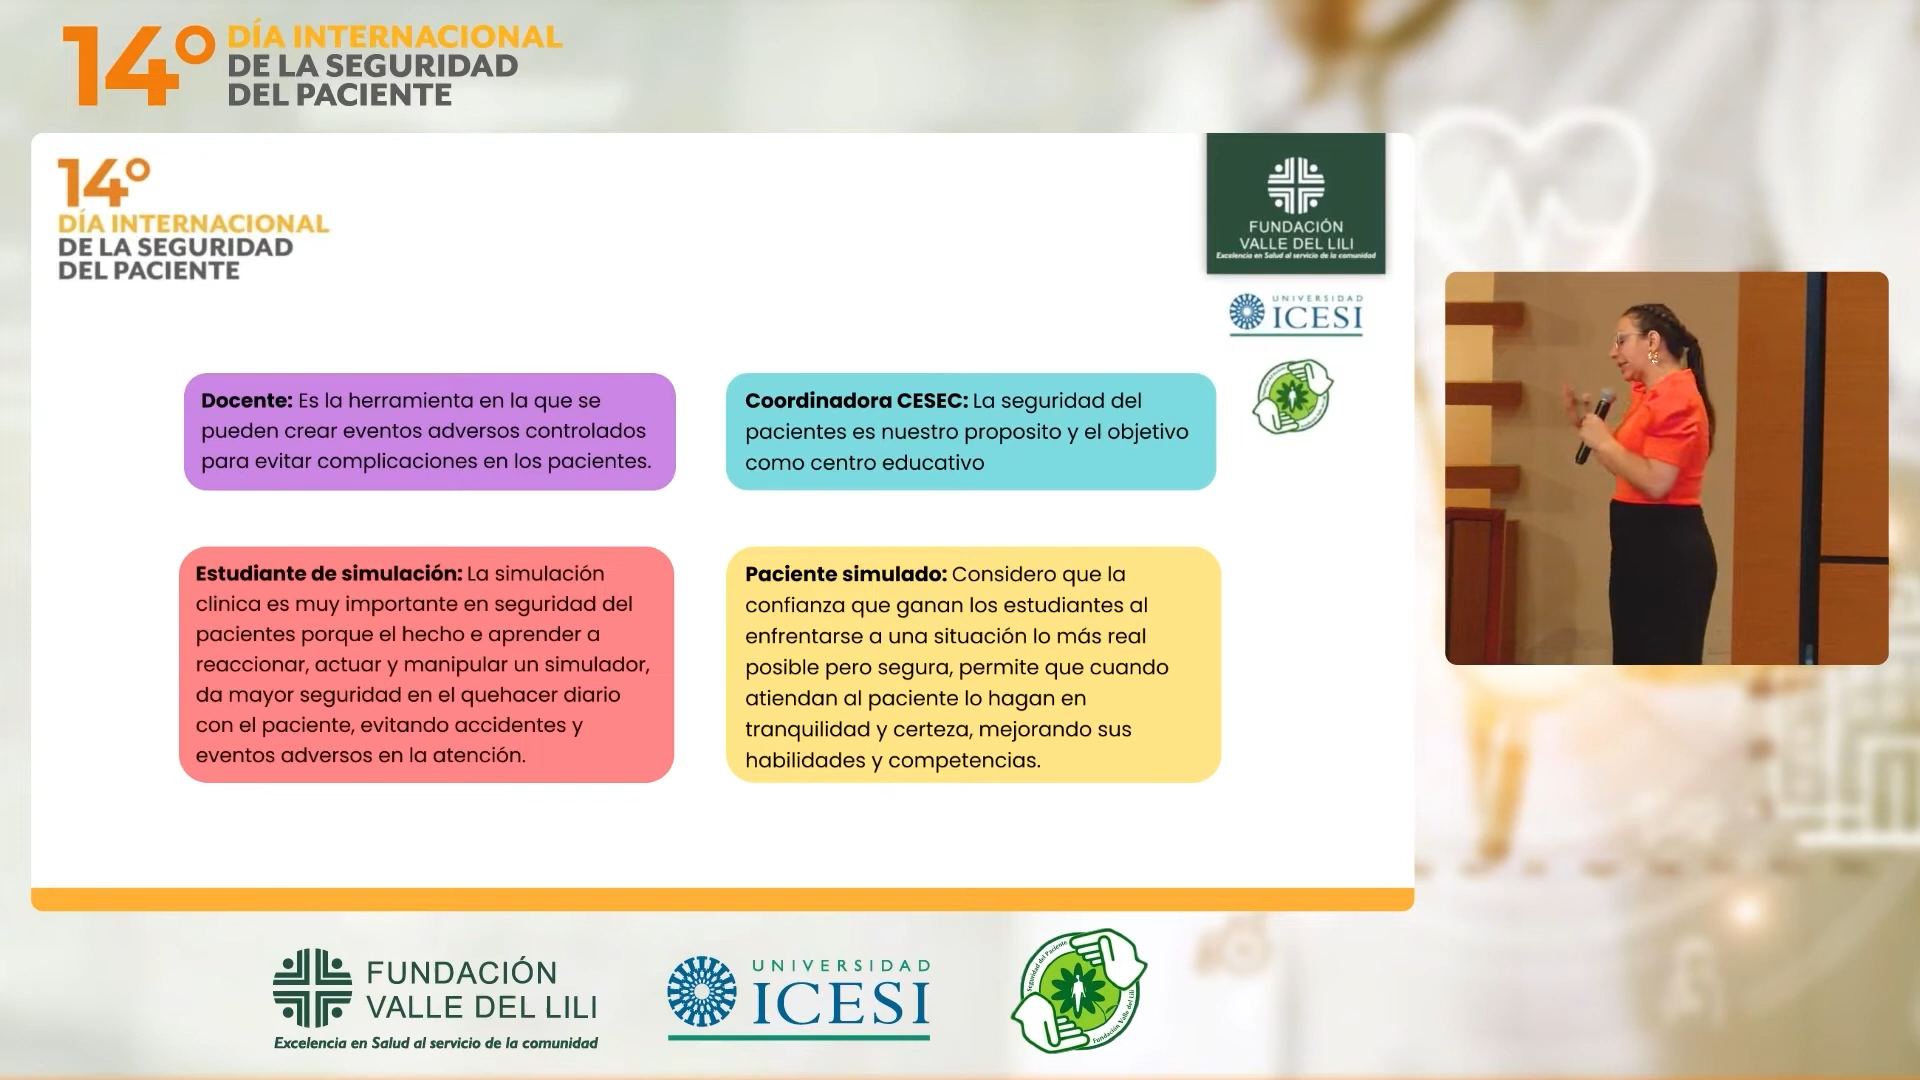 14° DÍA INTERNACIONAL
DE LA SEGURIDAD
DEL PACIENTE
14°
DÍA INTERNACIONAL
DE LA SEGURIDAD
DEL PACIENTE
FUNDACIÓN
VALLE DEL LILI
Excelencia en Salud al servicio de la comunidad
UNIVERSIDAD
ICESI
Docente: Es la herramienta en la que se
pueden crear eventos adversos controlados
para evitar complicaciones en los pacientes.
Coordinadora CESEC: La seguridad del
pacientes es nuestro proposito y el objetivo
como centro educativo
Estudiante de simulación: La simulación
clinica es muy importante en seguridad del
pacientes porque el hecho e aprender a
reaccionar, actuar y manipular un simulador,
da mayor seguridad en el quehacer diario
con el paciente, evitando accidentes y
eventos adversos en la atención.
Paciente simulado: Considero que la
confianza que ganan los estudiantes al
enfrentarse a una situación lo más real
posible pero segura, permite que cuando
atiendan al paciente lo hagan en
tranquilidad y certeza, mejorando sus
habilidades y competencias.
FUNDACIÓN
VALLE DEL LILI
Excelencia en Salud al servicio de la comunidad
UNIVERSIDAD
ICESI
Seguridad del Paciente
Fundación Valle del Lili